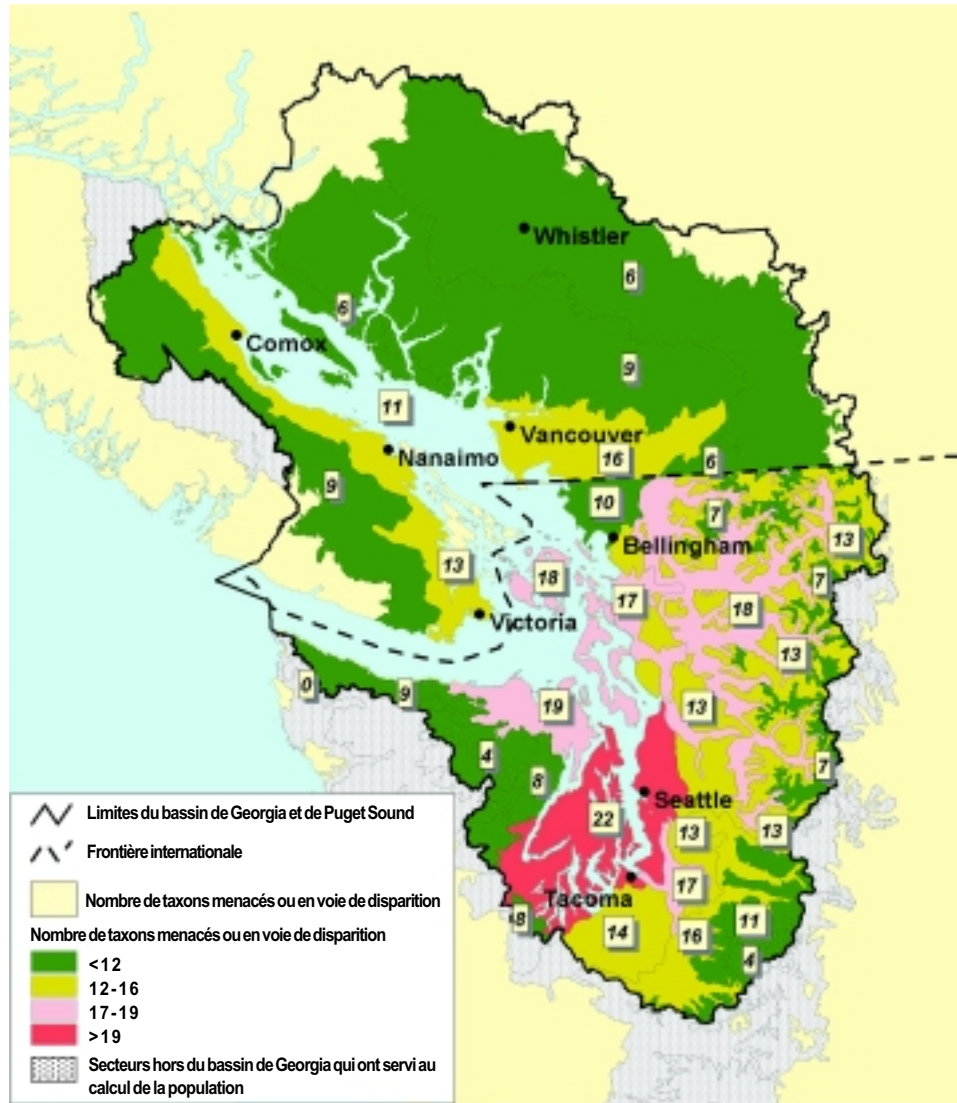 Whistler
6
6
Comox
9
11
Vancouver
Nanaimo
16
6
9
10
7
Bellingham
13
13
18
7
17
18
Victoria
13
0
9
19
13
4
8
7
Seattle
22
13
13
Tacoma
17
8
14
16
11
4
Limites du bassin de Georgia et de Puget Sound
Frontière internationale
Nombre de taxons menacés ou en voie de disparition
Nombre de taxons menacés ou en voie de disparition
<12
12-16
17-19
>19
Secteurs hors du bassin de Georgia qui ont servi au
calcul de la population